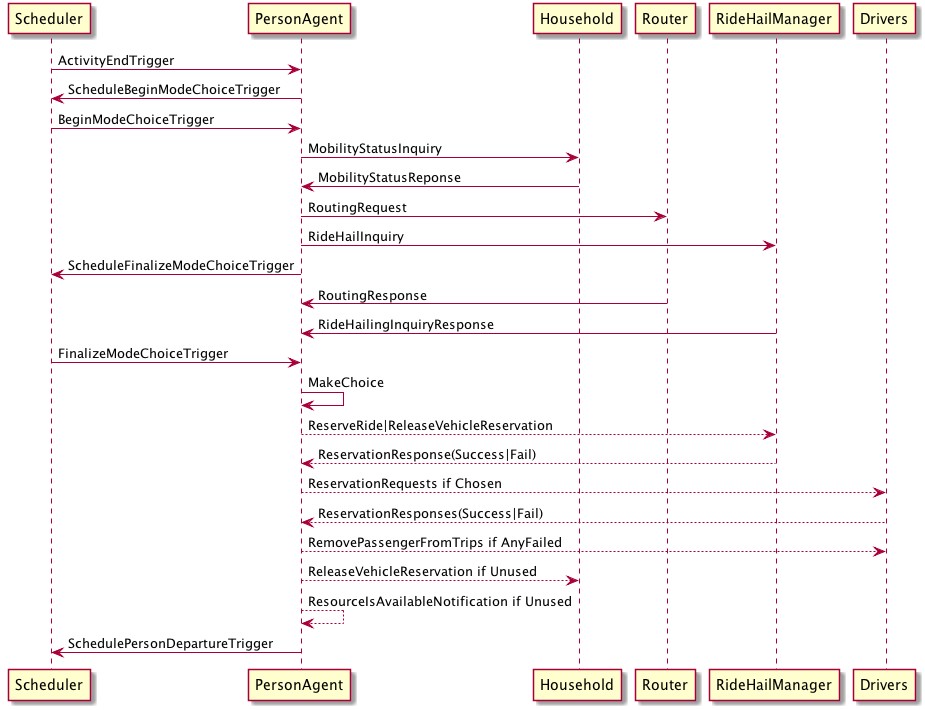 Scheduler PersonAgent Household Router RideHailManager Drivers
ActivityEndTrigger
ScheduleBeginModeChoiceTrigger
BeginModeChoiceTrigger
MobilityStatusInquiry
MobilityStatusReponse
RoutingRequest
RideHailInquiry
ScheduleFinalizeModeChoiceTrigger
RoutingResponse
RideHailingInquiryResponse
FinalizeModeChoiceTrigger
MakeChoice
ReserveRide|ReleaseVehicleReservation
ReservationResponse(Success|Fail)
ReservationRequests if Chosen
ReservationResponses(Success|Fail)
RemovePassengerFromTrips if AnyFailed
ReleaseVehicleReservation if Unused
ResourceIsAvailableNotification if Unused
SchedulePersonDepartureTrigger
Scheduler PersonAgent Household Router RideHailManager Drivers